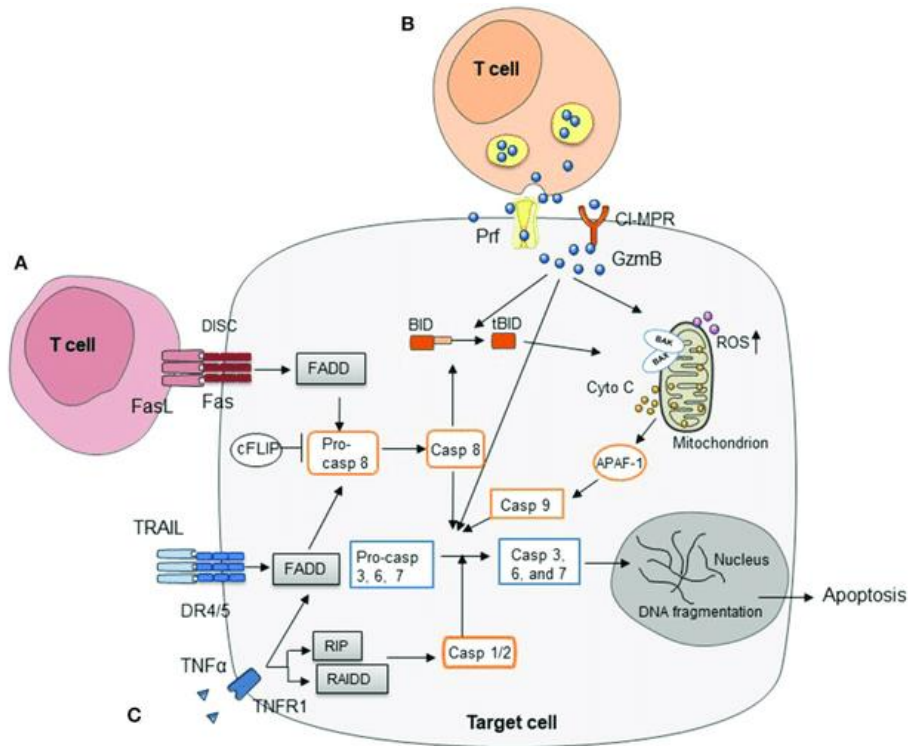 B
T cell
CI-MPR
Prf
GzmB
A
T cell
DISC
FasL
Fas
FADD
BID
tBID
BAK
BAX
ROS
Cyto C
Mitochondrion
cFLIP
Pro-
casp 8
Casp 8
APAF-1
Casp 9
TRAIL
DR4/5
FADD
Pro-casp
3, 6, 7
Casp 3,
6, and 7
Nucleus
DNA fragmentation
Apoptosis
TNFα
TNFR1
RIP
RAIDD
Casp 1/2
C
Target cell